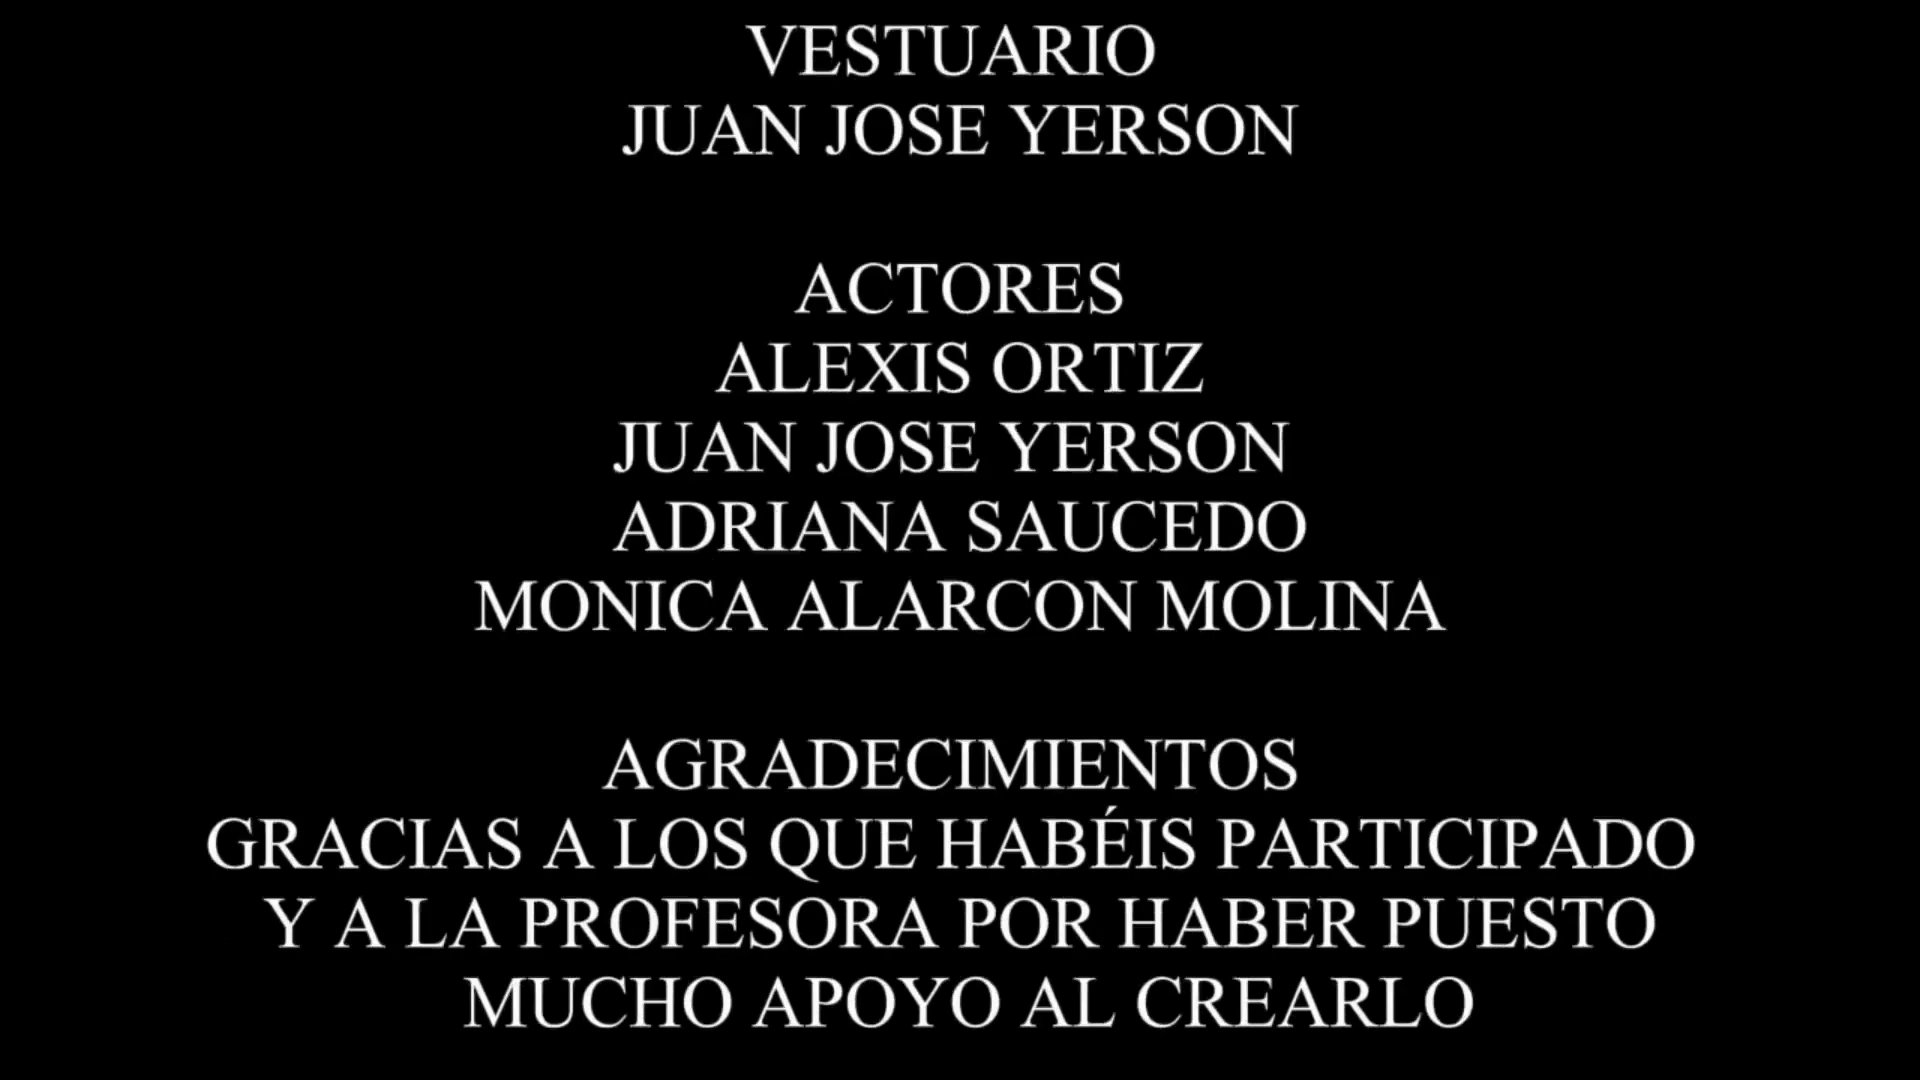 VESTUARIO
JUAN JOSE YERSON
ACTORES
ALEXIS ORTIZ
JUAN JOSE YERSON
ADRIANA SAUCEDO
MONICA ALARCON MOLINA
AGRADECIMIENTOS
GRACIAS A LOS QUE HABÉIS PARTICIPADO
Y A LA PROFESORA POR HABER PUESTO
MUCHO APOYO AL CREARLO